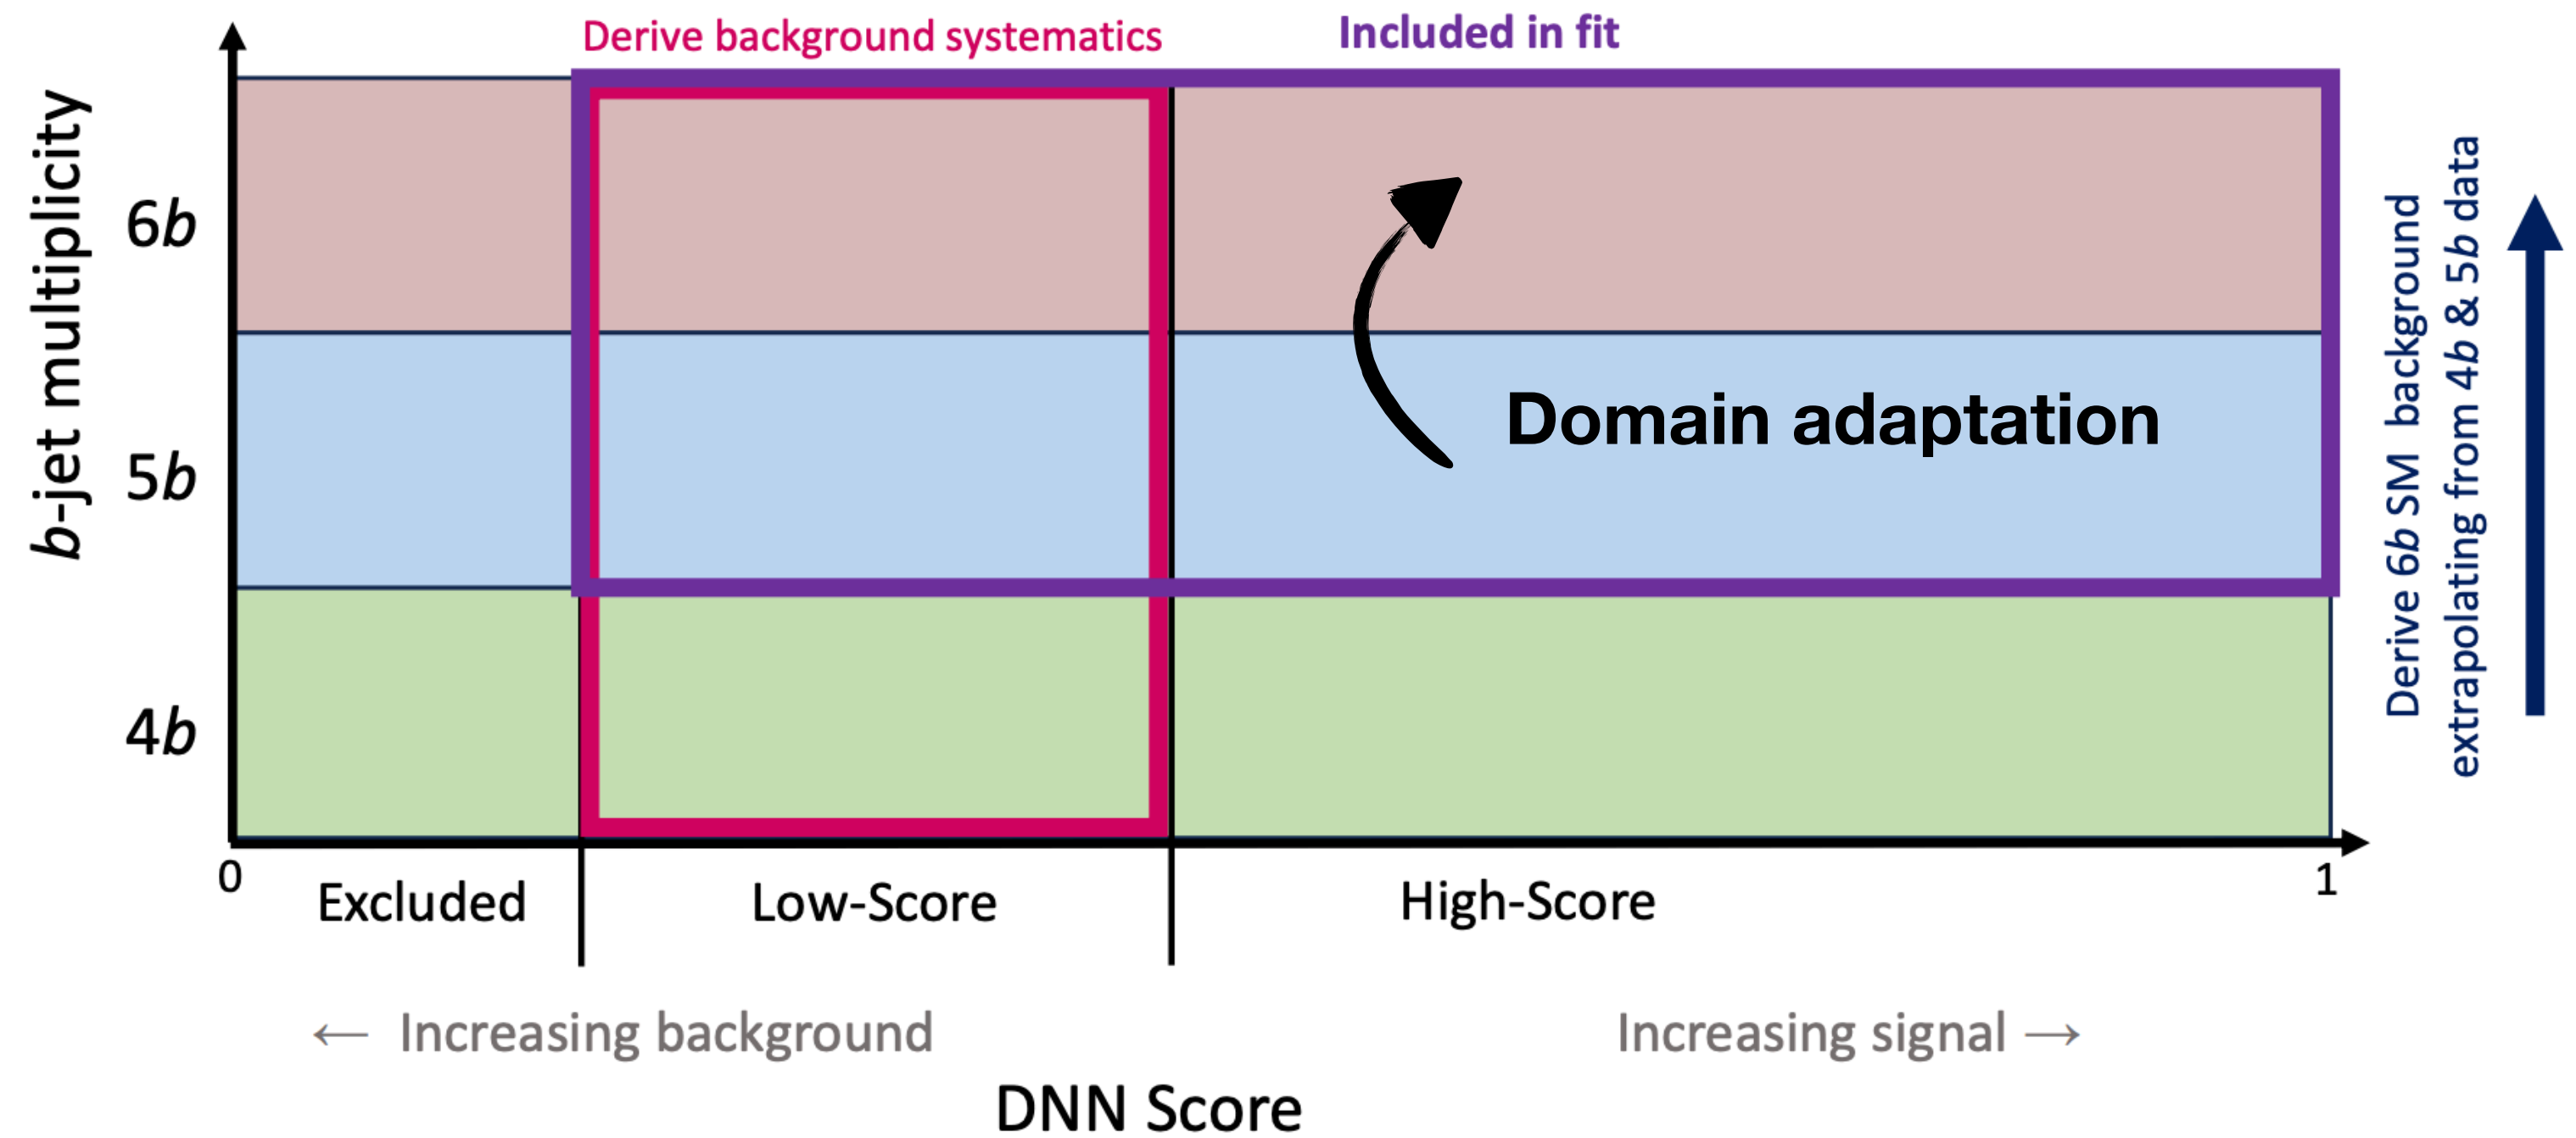 Derive background systematics
Included in fit
b-jet multiplicity
6b
5b
4b
Domain adaptation
Derive 6b SM background
extrapolating from 4b & 5b data
0
1
Excluded
Low-Score
High-Score
← Increasing background
Increasing signal →
DNN Score